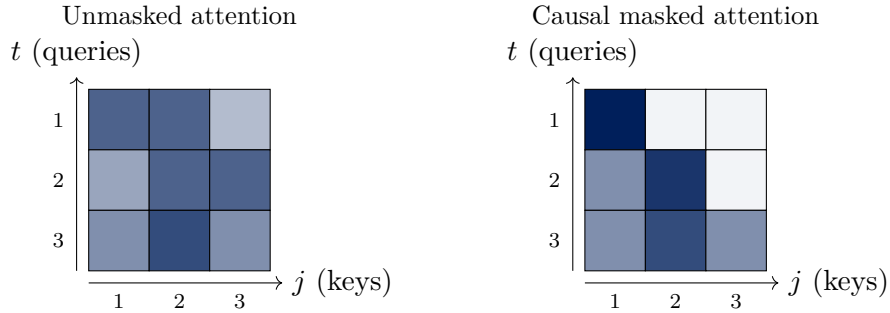 Unmasked attention
t (queries)
1
2
3
1 2 3
j (keys)
Causal masked attention
t (queries)
1
2
3
1 2 3
j (keys)